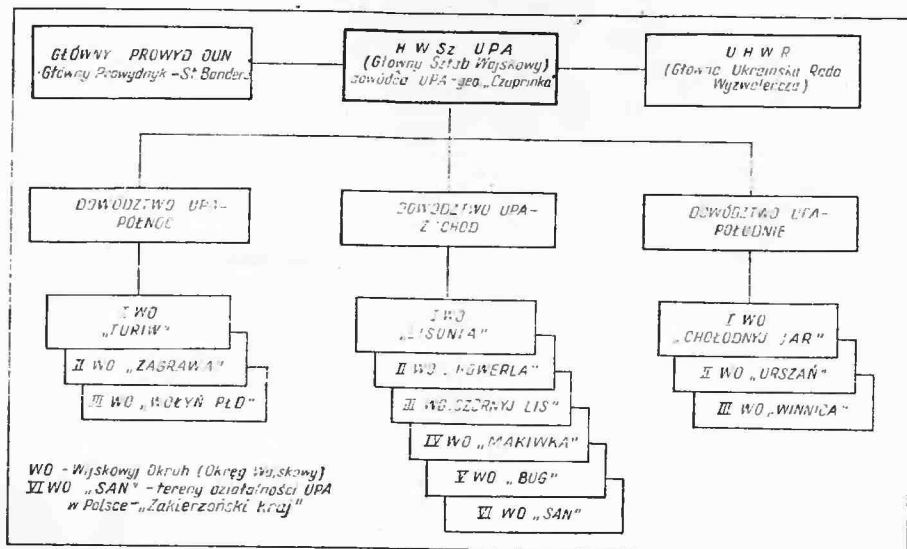 GŁÓWNY PROWYD OUN
Główny Prowydnyk – St Bandera
H W Sz UPA
(Główny Sztab Wojskowy)
dowódca UPA – gen „Czuprinka”
U H W R
(Główna Ukraińska Rada
Wyzwoleńcza)
DOWÓDZTWO UPA-
PÓŁNOC
DOWÓDZTWO UPA-
ZACHÓD
DOWÓDZTWO UPA-
POŁUDNIE
I WO
„TURIW”
II WO „ZAGRAWA”
III WO „WOŁYŃ PŁD”
I WO
„LISONIA”
II WO „HOWERLA”
III WO „CZORNYJ LIS”
IV WO „MAKIWKA”
V WO „BUG”
VI WO „SAN”
I WO
„CHOŁODNYJ JAR”
II WO „URSZAŃ”
III WO „WINNICA”
WO – Wijskowyj Okruh (Okręg Wojskowy)
VI WO „SAN” – tereny działalności UPA
w Polsce – „Zakierzoński Kraj”